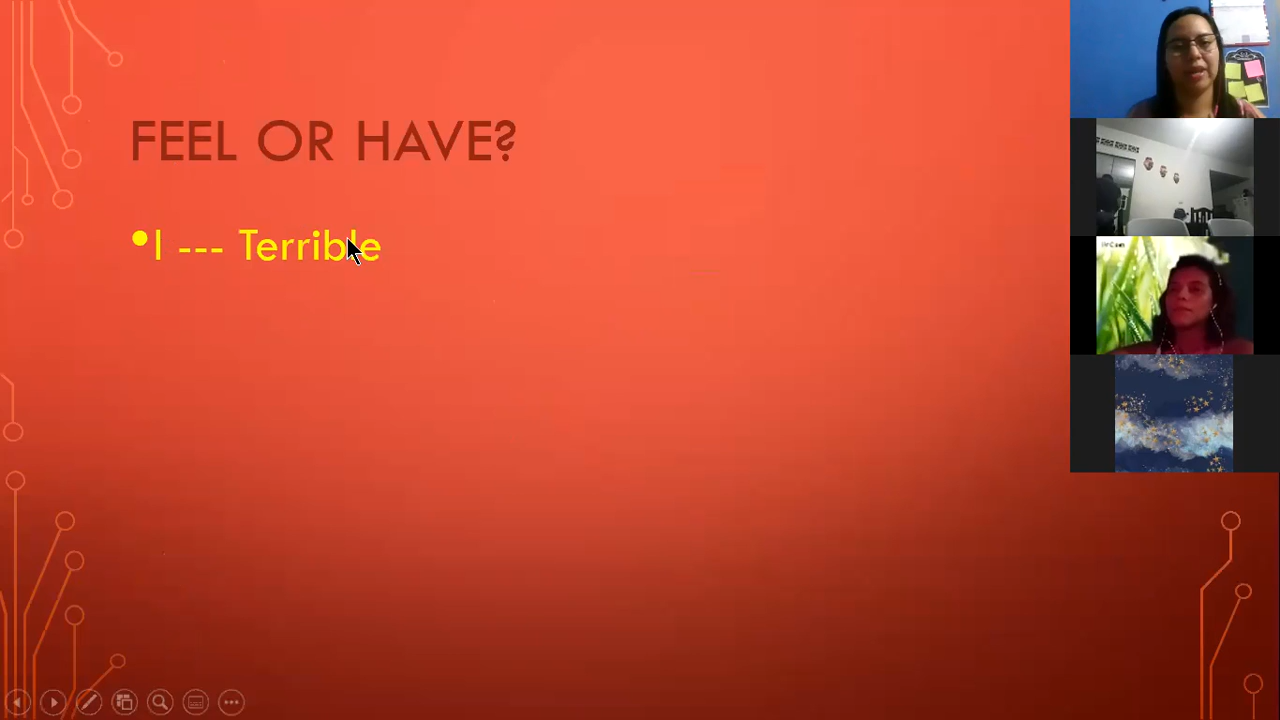 FEEL OR HAVE?
•I --- Terrible